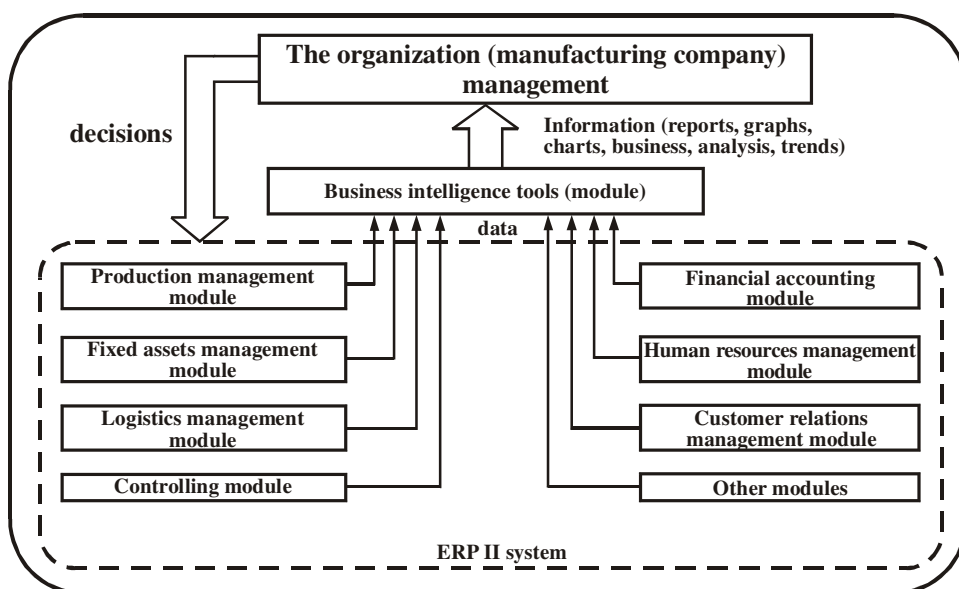 The organization (manufacturing company)
management
decisions
Information (reports, graphs,
charts, business, analysis, trends)
Business intelligence tools (module)
data
Production management
module
Financial accounting
module
Fixed assets management
module
Human resources management
module
Logistics management
module
Customer relations
management module
Controlling module
Other modules
ERP II system